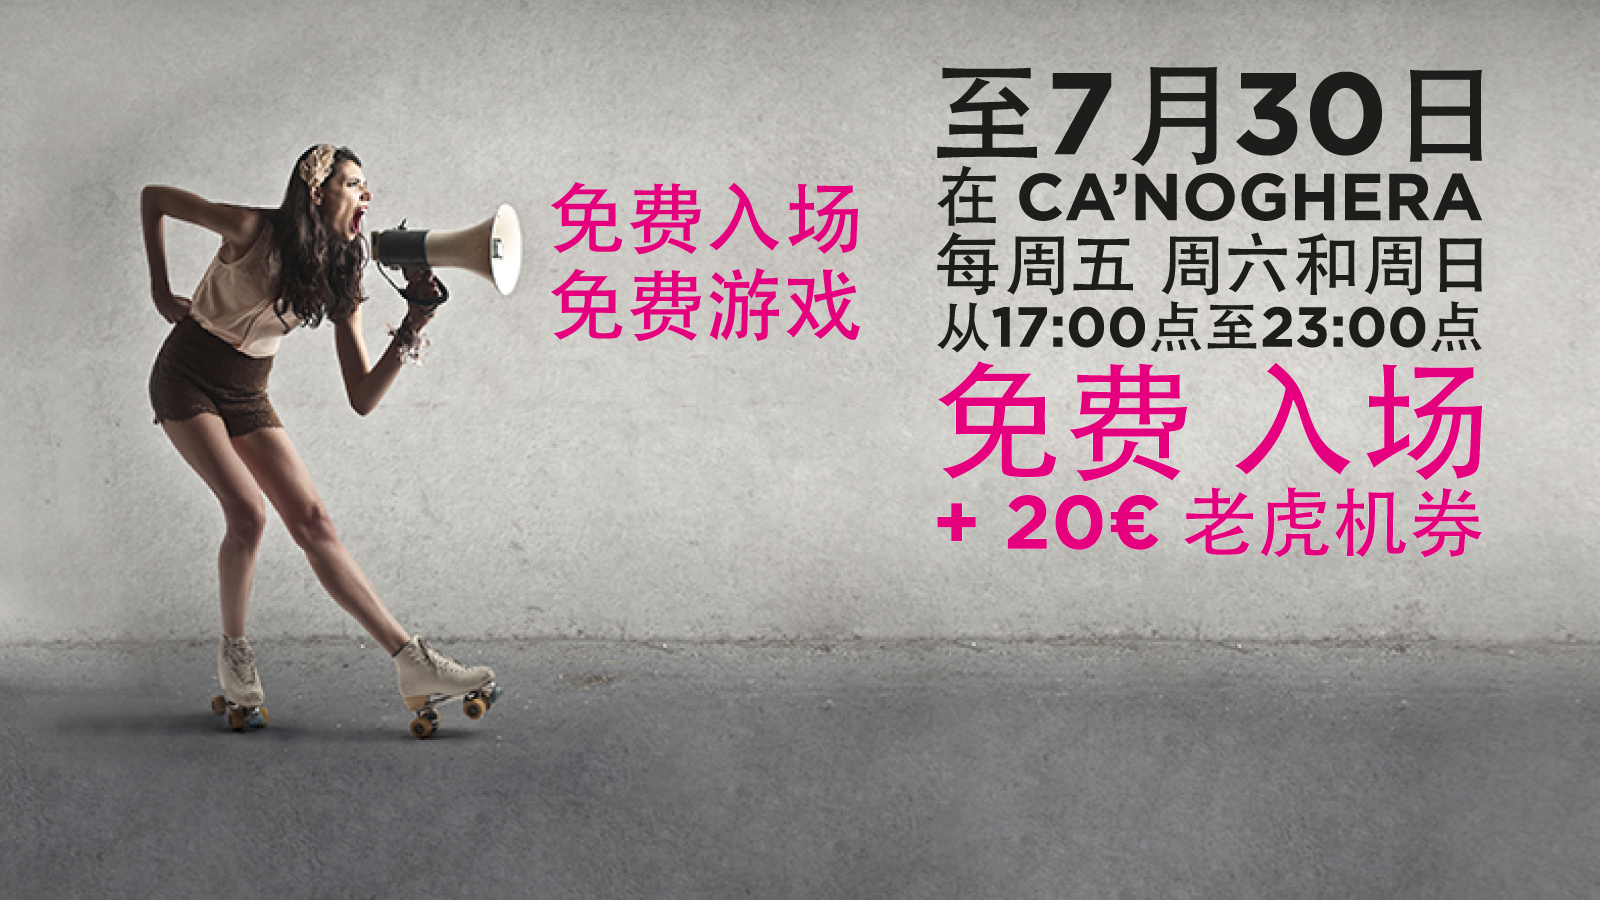 免费入场
免费游戏
至7月30日
在 CA’NOGHERA
每周五 周六和周日
从17:00点至23:00点
免费 入场
+ 20€ 老虎机券